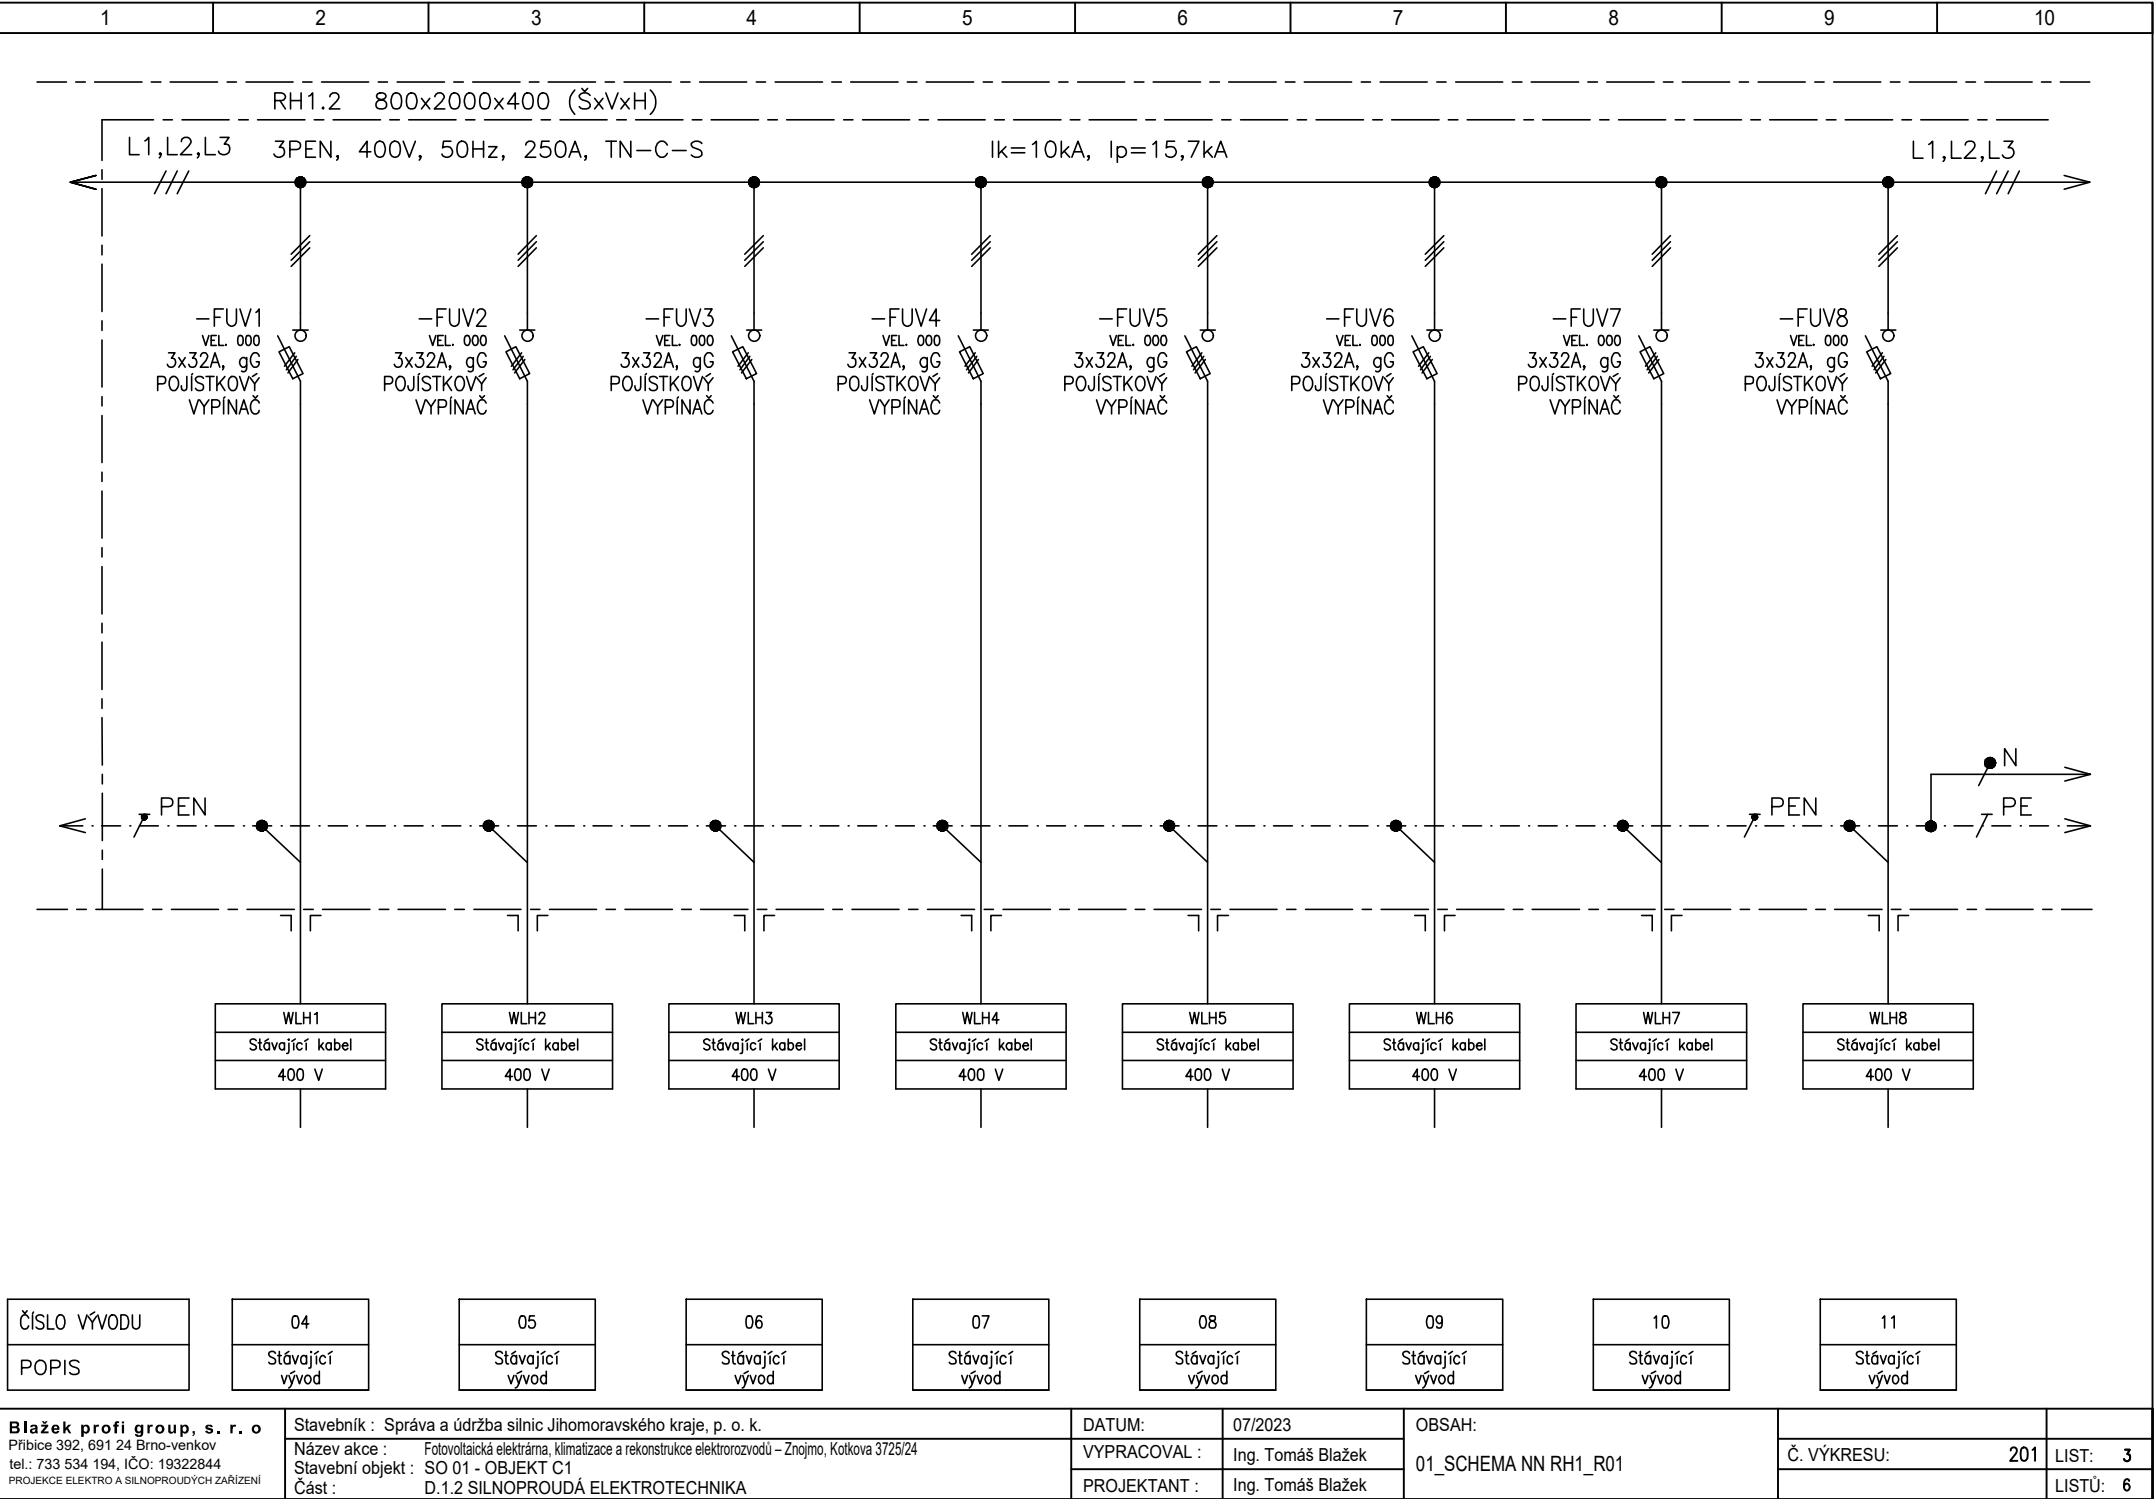 1 2 3 4 5 6 7 8 9 10
RH1.2 800x2000x400 (ŠxVxH)
L1,L2,L3 3PEN, 400V, 50Hz, 250A, TN-C-S Ik=10kA, Ip=15,7kA L1,L2,L3
-FUV1 -FUV2 -FUV3 -FUV4 -FUV5 -FUV6 -FUV7 -FUV8
VEL. 000 VEL. 000 VEL. 000 VEL. 000 VEL. 000 VEL. 000 VEL. 000 VEL. 000
3x32A, gG 3x32A, gG 3x32A, gG 3x32A, gG 3x32A, gG 3x32A, gG 3x32A, gG 3x32A, gG
POJÍSTKOVÝ POJÍSTKOVÝ POJÍSTKOVÝ POJÍSTKOVÝ POJÍSTKOVÝ POJÍSTKOVÝ POJÍSTKOVÝ POJÍSTKOVÝ
VYPÍNAČ VYPÍNAČ VYPÍNAČ VYPÍNAČ VYPÍNAČ VYPÍNAČ VYPÍNAČ VYPÍNAČ
N
PEN PEN PE
WLH1 WLH2 WLH3 WLH4 WLH5 WLH6 WLH7 WLH8
Stávající kabel Stávající kabel Stávající kabel Stávající kabel Stávající kabel Stávající kabel Stávající kabel Stávající kabel
400 V 400 V 400 V 400 V 400 V 400 V 400 V 400 V
ČÍSLO VÝVODU 04 05 06 07 08 09 10 11
POPIS Stávající Stávající Stávající Stávající Stávající Stávající Stávající Stávající
vývod vývod vývod vývod vývod vývod vývod vývod
Blažek profi group, s. r. o
Přibice 392, 691 24 Brno-venkov
tel.: 733 534 194, IČO: 19322844
PROJEKCE ELEKTRO A SILNOPROUDÝCH ZAŘÍZENÍ
Stavebník : Správa a údržba silnic Jihomoravského kraje, p. o. k.
Název akce : Fotovoltaická elektrárna, klimatizace a rekonstrukce elektrorozvodů – Znojmo, Kotkova 3725/24
Stavební objekt : SO 01 - OBJEKT C1
Část : D.1.2 SILNOPROUDÁ ELEKTROTECHNIKA
DATUM: 07/2023
VYPRACOVAL : Ing. Tomáš Blažek
PROJEKTANT : Ing. Tomáš Blažek
OBSAH:
01_SCHEMA NN RH1_R01
Č. VÝKRESU: 201 LIST: 3
LISTŮ: 6